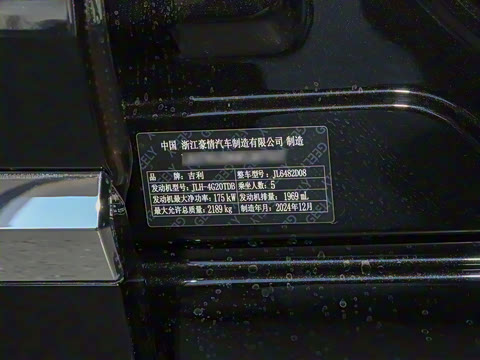 中国 浙江豪情汽车制造有限公司 制造
品 牌: 吉利 整车型号: JL6482D08
发动机型号: JLH-4G20TDB 乘坐人数: 5
发动机最大净功率: 175 kW 发动机排量: 1969 mL
最大允许总质量: 2189 kg 制造年月: 2024年12月